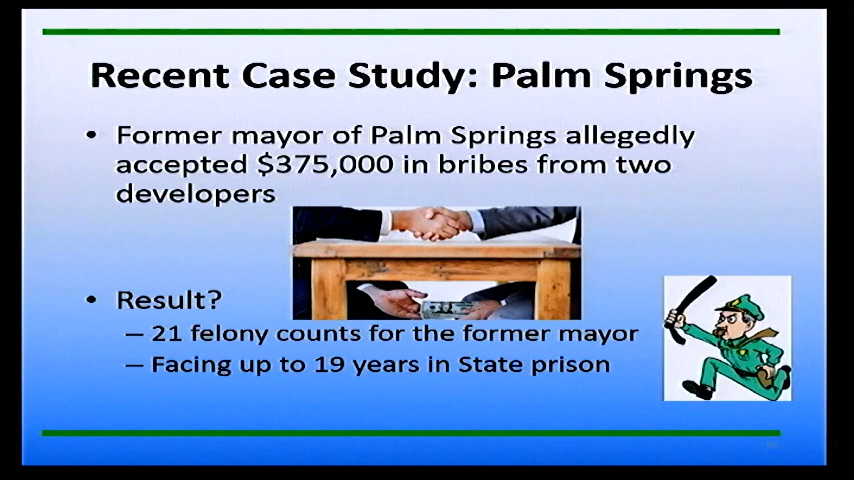 Recent Case Study: Palm Springs
• Former mayor of Palm Springs allegedly
accepted $375,000 in bribes from two
developers
• Result?
– 21 felony counts for the former mayor
– Facing up to 19 years in State prison